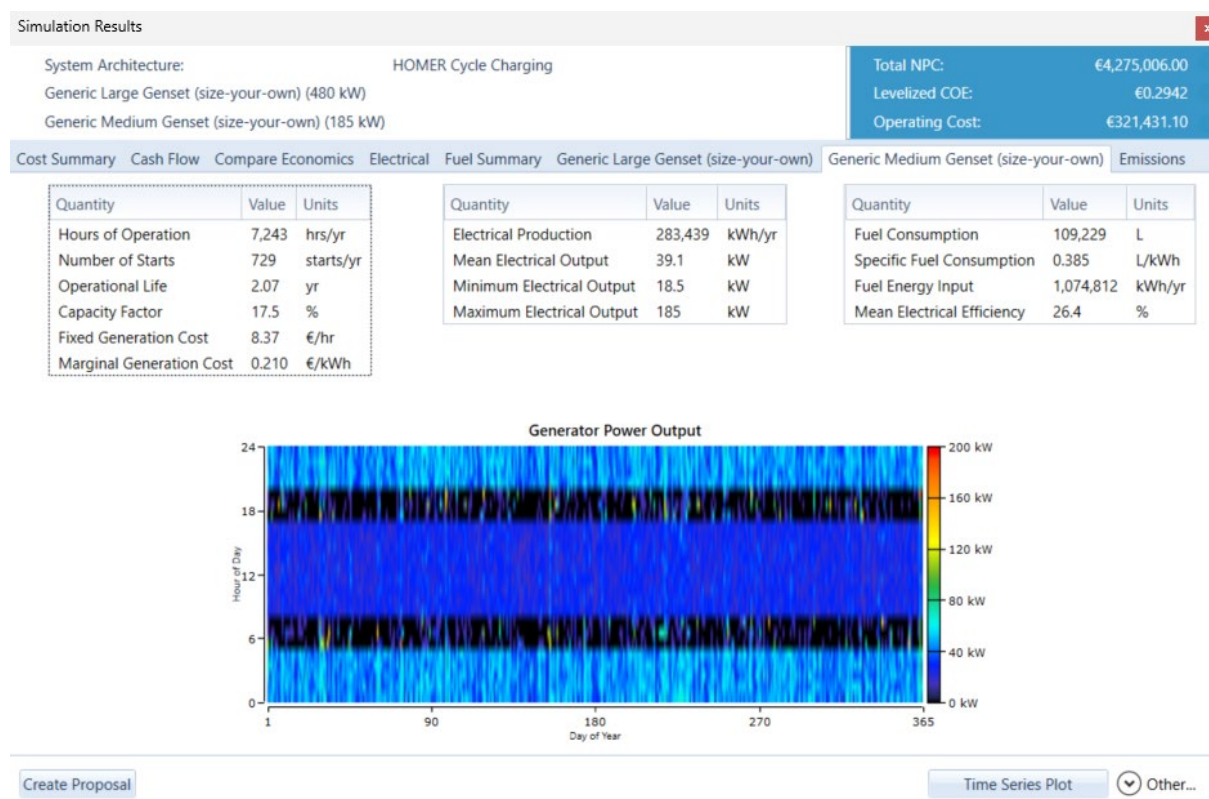 Simulation Results
x
System Architecture:
HOMER Cycle Charging
Generic Large Genset (size-your-own) (480 kW)
Generic Medium Genset (size-your-own) (185 kW)
Total NPC: €4,275,006.00
Levelized COE: €0.2942
Operating Cost: €321,431.10
Cost Summary Cash Flow Compare Economics Electrical Fuel Summary Generic Large Genset (size-your-own) Generic Medium Genset (size-your-own) Emissions
Quantity Value Units
Hours of Operation 7,243 hrs/yr
Number of Starts 729 starts/yr
Operational Life 2.07 yr
Capacity Factor 17.5 %
Fixed Generation Cost 8.37 €/hr
Marginal Generation Cost 0.210 €/kWh
Quantity Value Units
Electrical Production 283,439 kWh/yr
Mean Electrical Output 39.1 kW
Minimum Electrical Output 18.5 kW
Maximum Electrical Output 185 kW
Quantity Value Units
Fuel Consumption 109,229 L
Specific Fuel Consumption 0.385 L/kWh
Fuel Energy Input 1,074,812 kWh/yr
Mean Electrical Efficiency 26.4 %
Generator Power Output
Hour of Day
24
18
12
6
0
1 90 180 270 365
Day of Year
200 kW
160 kW
120 kW
80 kW
40 kW
0 kW
Create Proposal
Time Series Plot
Other...